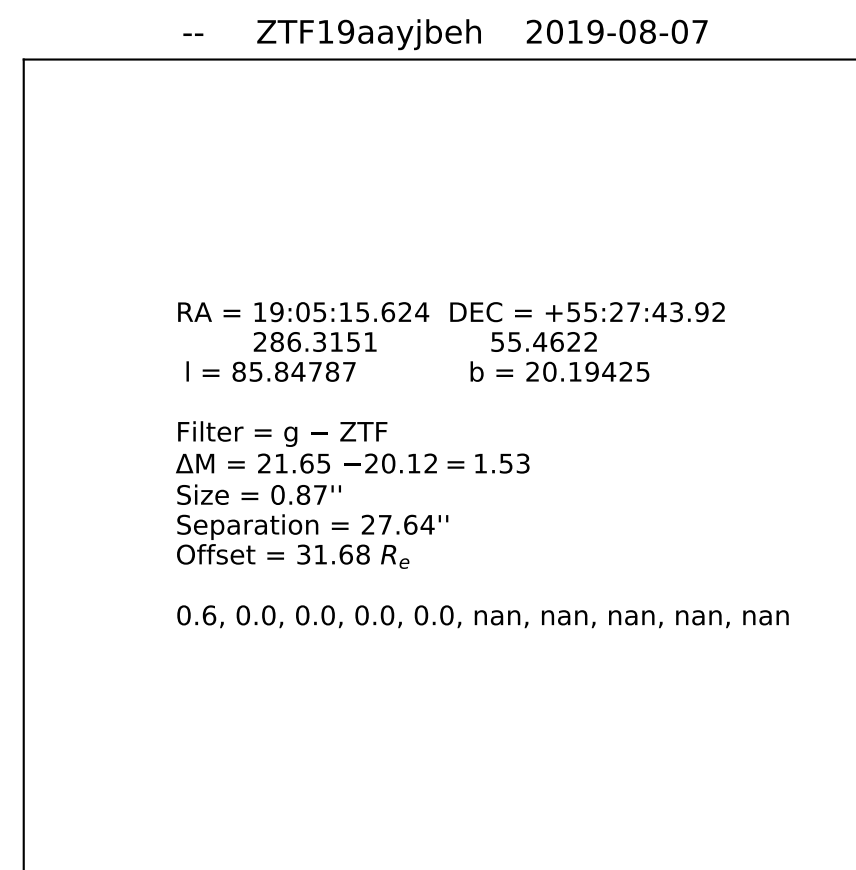 -- ZTF19aayjbeh 2019-08-07
RA = 19:05:15.624 DEC = +55:27:43.92
286.3151 55.4622
l = 85.84787 b = 20.19425
Filter = g − ZTF
ΔM = 21.65 −20.12 = 1.53
Size = 0.87''
Separation = 27.64''
Offset = 31.68 Rₑ
0.6, 0.0, 0.0, 0.0, 0.0, nan, nan, nan, nan, nan